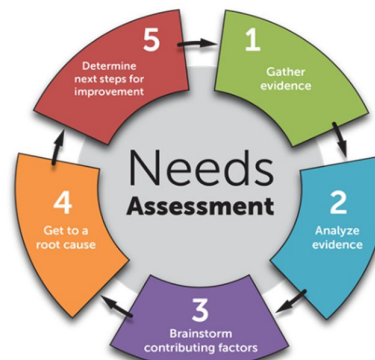 Needs
Assessment
1
Gather
evidence
2
Analyze
evidence
3
Brainstorm
contributing factors
4
Get to a
root cause
5
Determine
next steps for
improvement